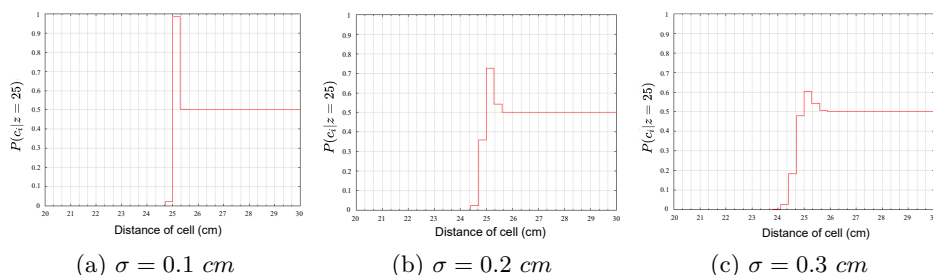 1
0.9
0.8
0.7
0.6
0.5
0.4
0.3
0.2
0.1
0
P(c_i|z = 25)
20 21 22 23 24 25 26 27 28 29 30
Distance of cell (cm)
(a) σ = 0.1 cm
1
0.9
0.8
0.7
0.6
0.5
0.4
0.3
0.2
0.1
0
P(c_i|z = 25)
20 21 22 23 24 25 26 27 28 29 30
Distance of cell (cm)
(b) σ = 0.2 cm
1
0.9
0.8
0.7
0.6
0.5
0.4
0.3
0.2
0.1
0
P(c_i|z = 25)
20 21 22 23 24 25 26 27 28 29 30
Distance of cell (cm)
(c) σ = 0.3 cm